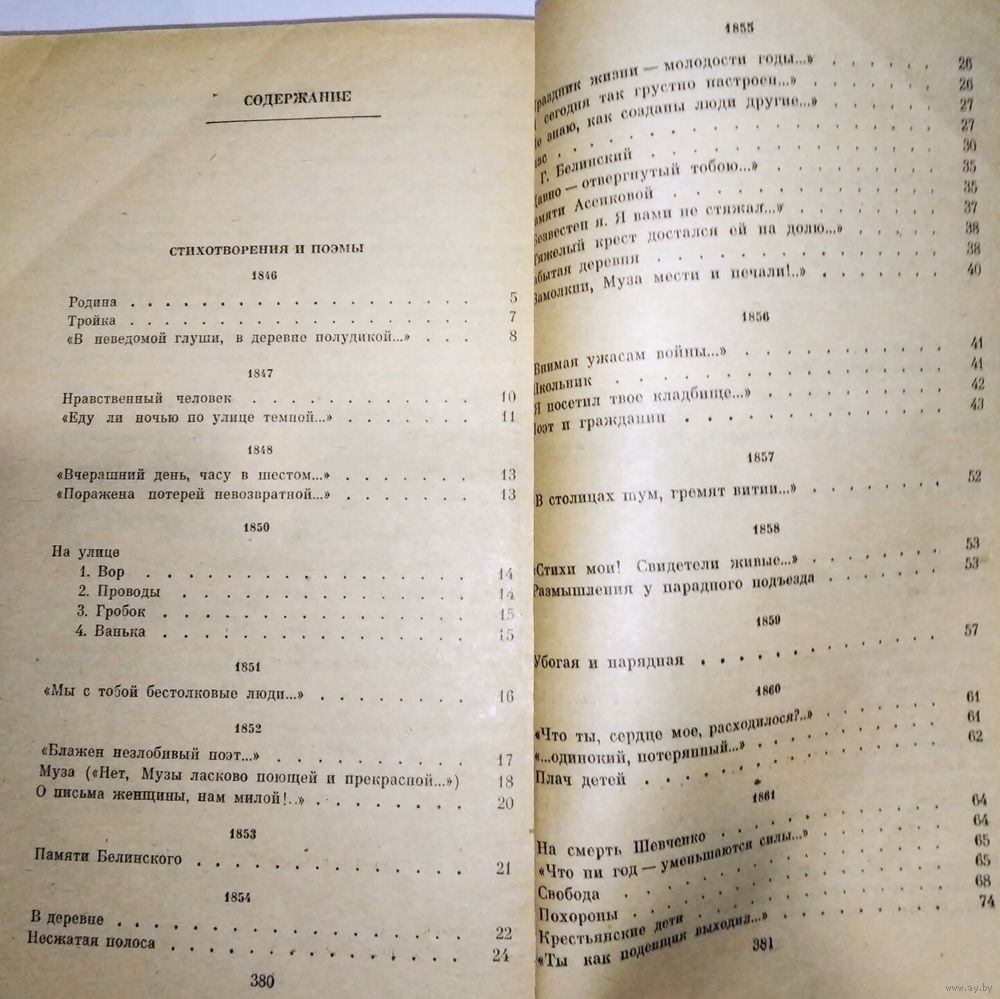 СОДЕРЖАНИЕ
СТИХОТВОРЕНИЯ И ПОЭМЫ
1846
Родина . . . 5
Тройка . . . 7
«В неведомой глуши, в деревне полудикой...» . . . 8
1847
Нравственный человек . . . 10
«Еду ли ночью по улице темной...» . . . 11
1848
«Вчерашний день, часу в шестом...» . . . 13
«Поражена потерей невозвратной...» . . . 13
1850
На улице
1. Вор . . . 14
2. Проводы . . . 14
3. Гробок . . . 15
4. Ванька . . . 15
1851
«Мы с тобой бестолковые люди...» . . . 16
1852
«Блажен незлобивый поэт...» . . . 17
Муза («Нет, Музы ласково поющей и прекрасной...») 18
О письма женщины, нам милой!..» . . . 20
1853
Памяти Белинского . . . 21
1854
В деревне . . . 22
Несжатая полоса . . . 24
380
1855
Праздник жизни — молодости годы...» . . . 26
сегодня так грустно настроен...» . . . 26
знаю, как созданы люди другие...» . . . 27
. . . 27
Г. Белинский . . . 30
Давно — отвергнутый тобою...» . . . 35
амяти Асенковой . . . 35
Безвестен я. Я вами не стяжал...» . . . 37
Тяжелый крест достался ей на долю...» . . . 38
абытая деревня . . . 38
Замолкни, Муза мести и печали!..» . . . 40
1856
Внимая ужасам войны...» . . . 41
Школьник . . . 41
Я посетил твое кладбище...» . . . 42
Поэт и гражданин . . . 43
1857
В столицах шум, гремят витии...» . . . 52
1858
«Стихи мои! Свидетели живые...» . . . 53
Размышления у парадного подъезда . . . 53
1859
Убогая и нарядная . . . 57
1860
«Что ты, сердце мое, расходилося?..» . . . 61
«...одинокий, потерянный...» . . . 61
Плач детей . . . 62
1861
На смерть Шевченко . . . 64
«Что ни год — уменьшаются силы...» . . . 64
Свобода . . . 65
Похороны . . . 65
Крестьянские дети . . . 68
«Ты как поденщик выходил...» . . . 74
381
www.ay.by